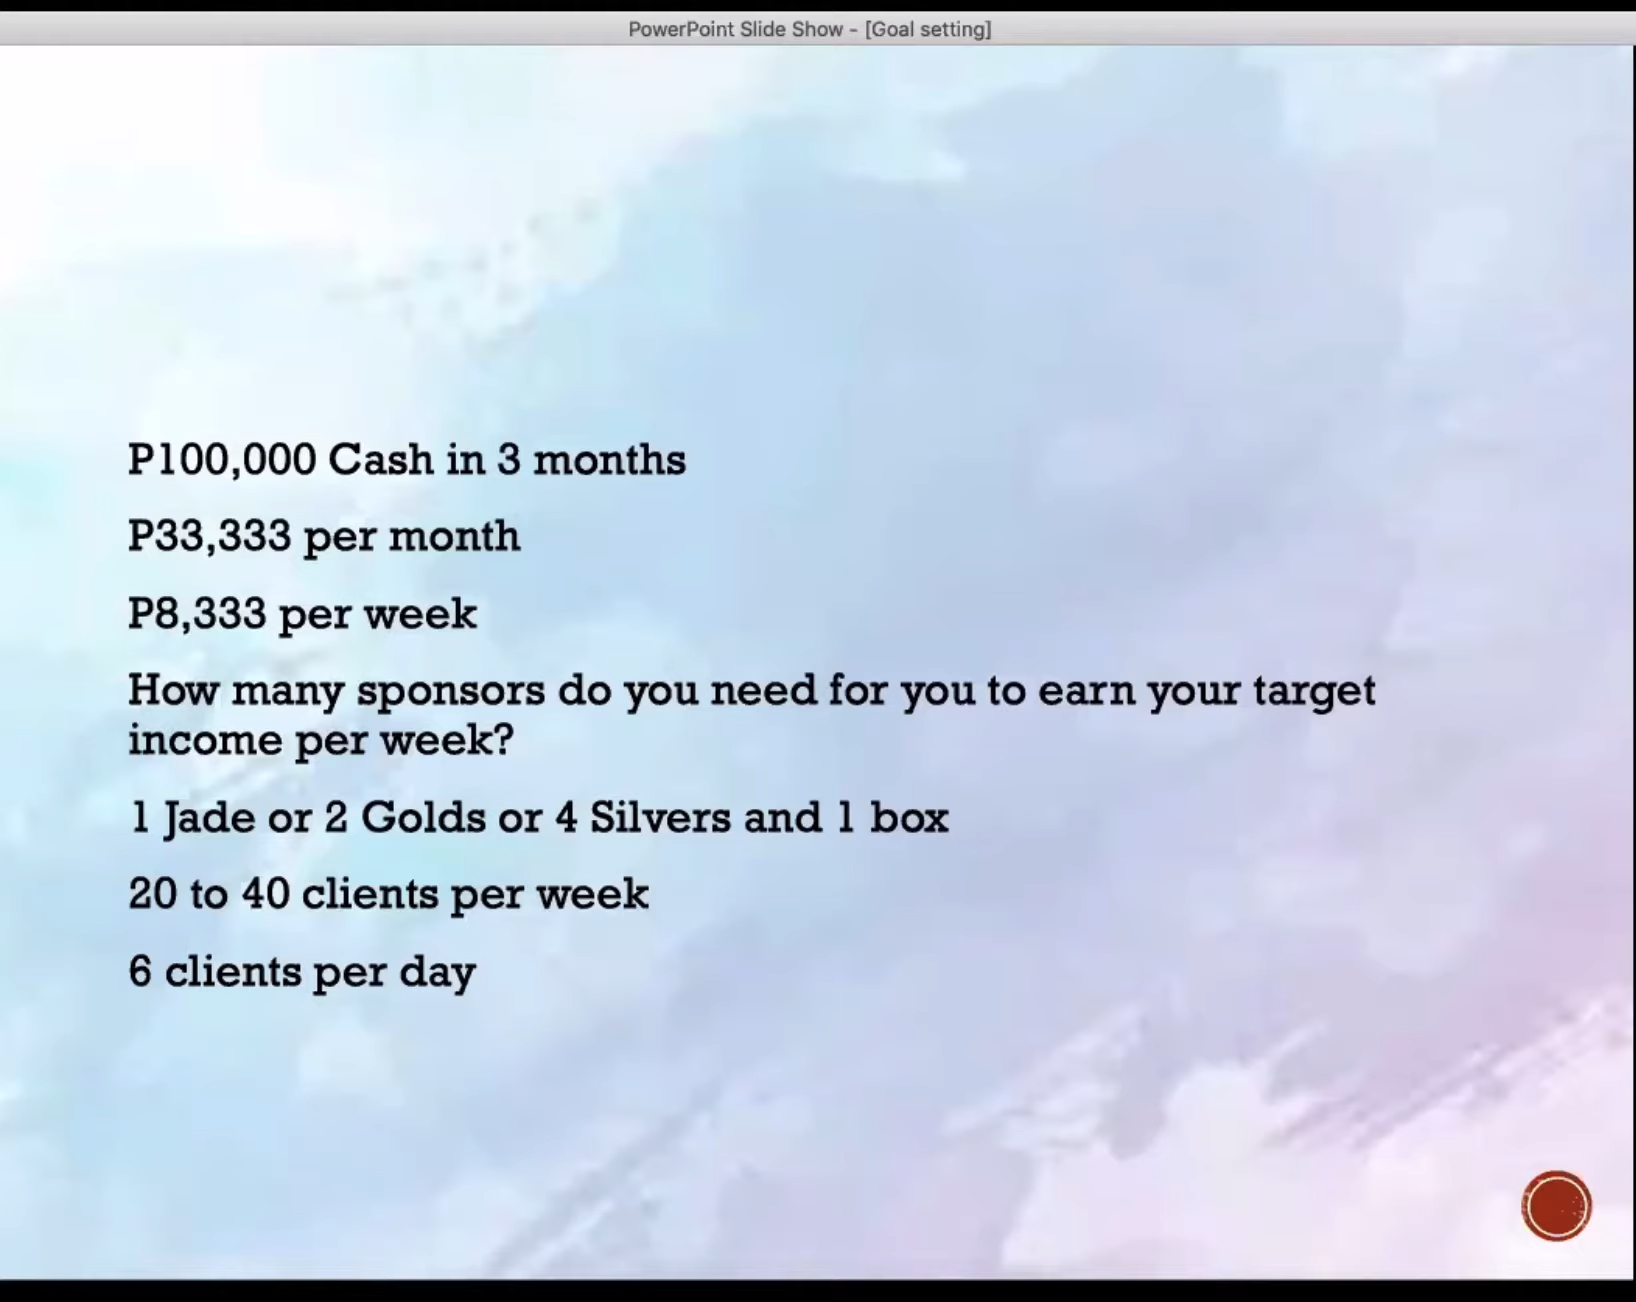 PowerPoint Slide Show - [Goal setting]
P100,000 Cash in 3 months
P33,333 per month
P8,333 per week
How many sponsors do you need for you to earn your target
income per week?
1 Jade or 2 Golds or 4 Silvers and 1 box
20 to 40 clients per week
6 clients per day